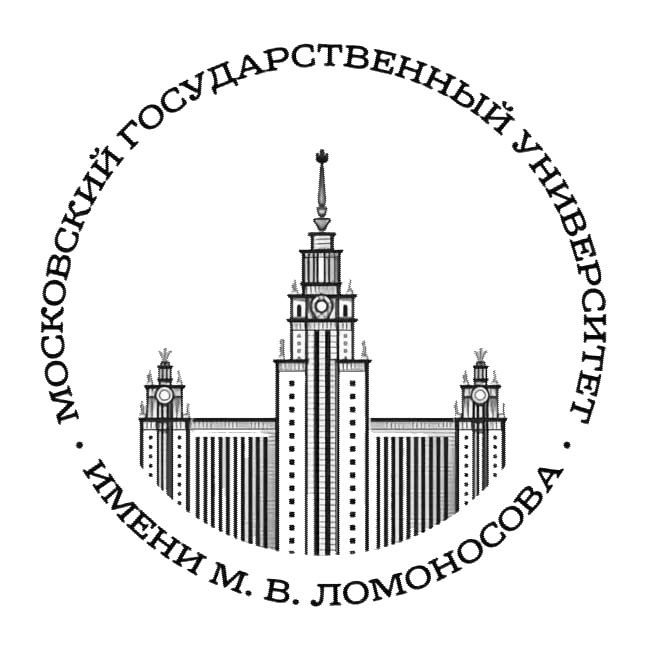 МОСКОВСКИЙ ГОСУДАРСТВЕННЫЙ УНИВЕРСИТЕТ
· ИМЕНИ М. В. ЛОМОНОСОВА ·